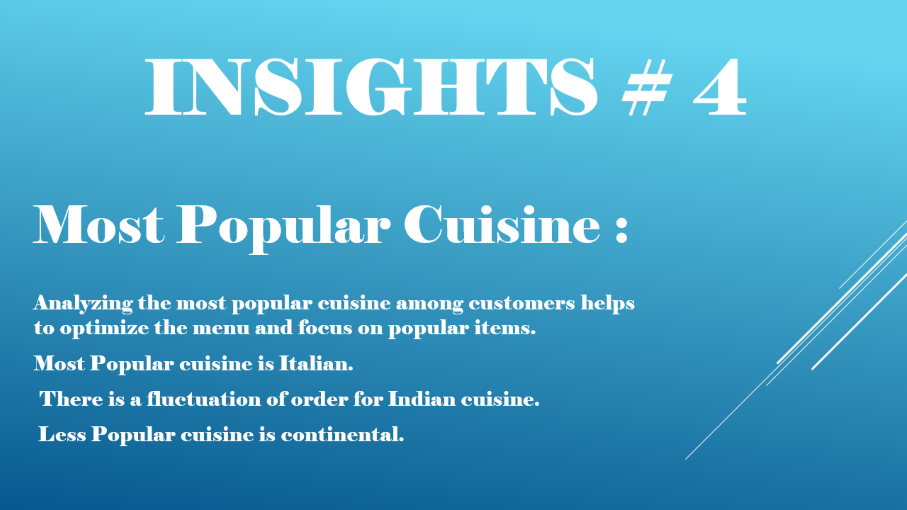 INSIGHTS # 4
Most Popular Cuisine :
Analyzing the most popular cuisine among customers helps
to optimize the menu and focus on popular items.
Most Popular cuisine is Italian.
There is a fluctuation of order for Indian cuisine.
Less Popular cuisine is continental.